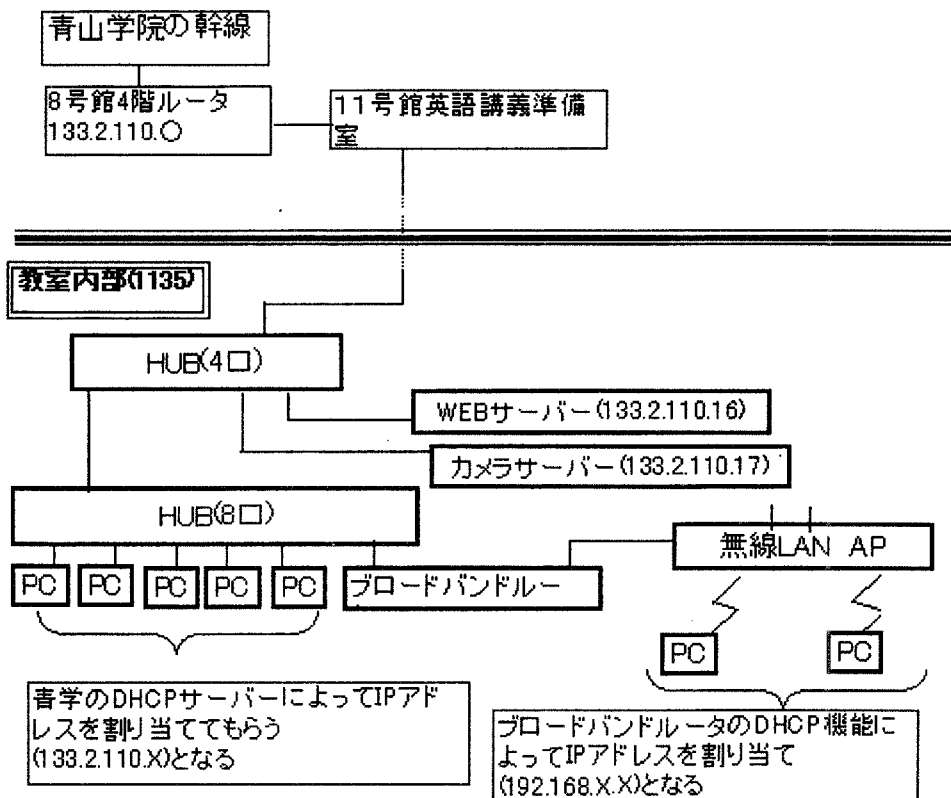 青山学院の幹線
8号館4階ルータ
133.2.110.○
11号館英語講義準備
室
教室内部(1135)
HUB(4口)
WEBサーバー(133.2.110.16)
カメラサーバー(133.2.110.17)
HUB(8口)
無線LAN AP
PC
PC
PC
PC
PC
ブロードバンドルー
PC
PC
青学のDHCPサーバーによってIPアド
レスを割り当ててもらう
(133.2.110.X)となる
ブロードバンドルータのDHCP機能に
よってIPアドレスを割り当て
(192.168.X.X)となる